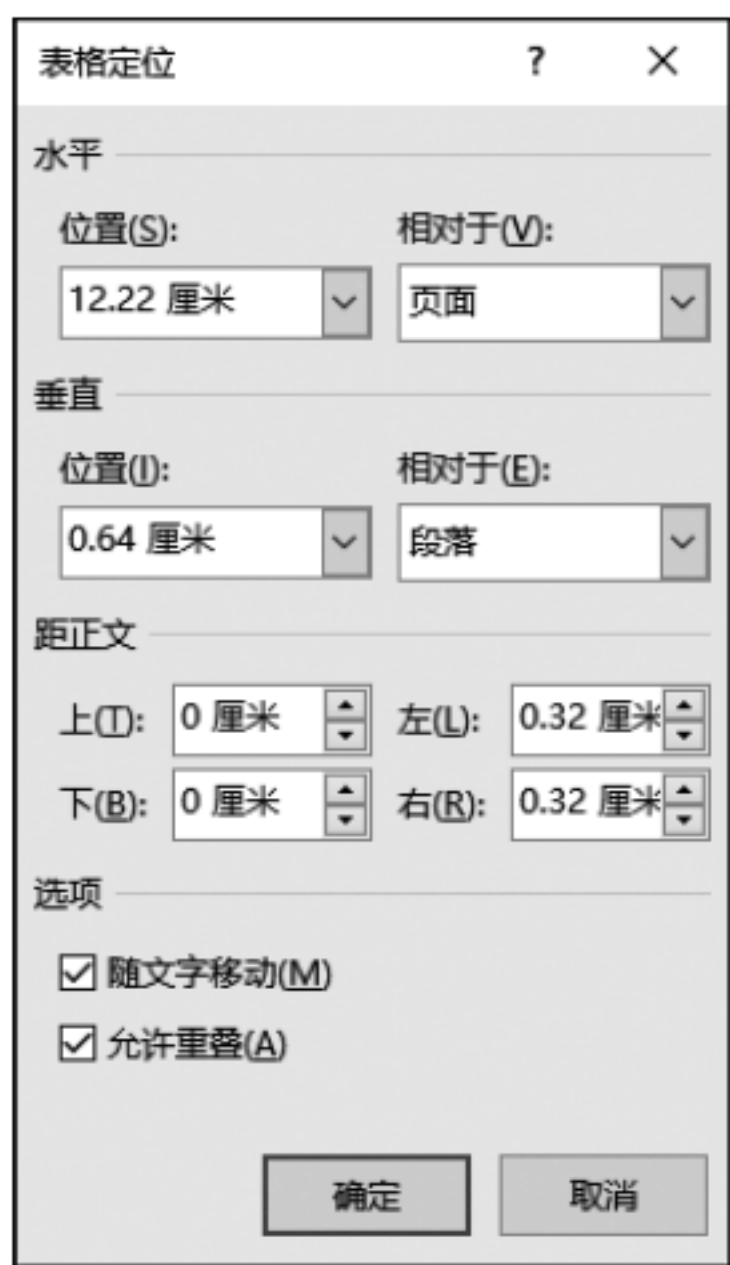 表格定位 ? ×
水平
位置(S): 相对于(V):
12.22 厘米 页面
垂直
位置(I): 相对于(E):
0.64 厘米 段落
距正文
上(T): 0 厘米 左(L): 0.32 厘米
下(B): 0 厘米 右(R): 0.32 厘米
选项
随文字移动(M)
允许重叠(A)
确定 取消